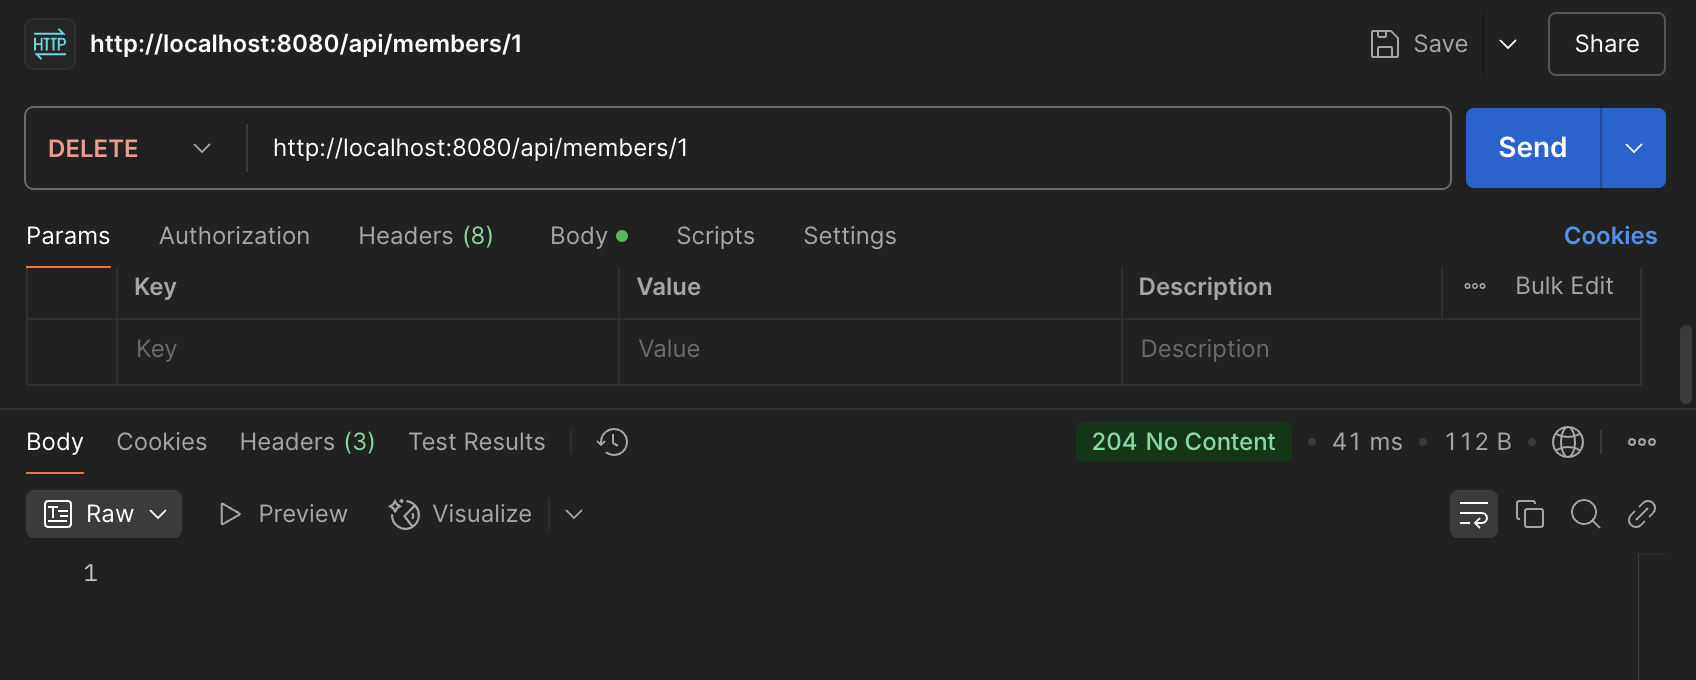 HTTP http://localhost:8080/api/members/1 Save Share
DELETE http://localhost:8080/api/members/1 Send
Params Authorization Headers (8) Body Scripts Settings Cookies
Key Value Description Bulk Edit
Key Value Description
Body Cookies Headers (3) Test Results 204 No Content 41 ms 112 B
Raw Preview Visualize
1